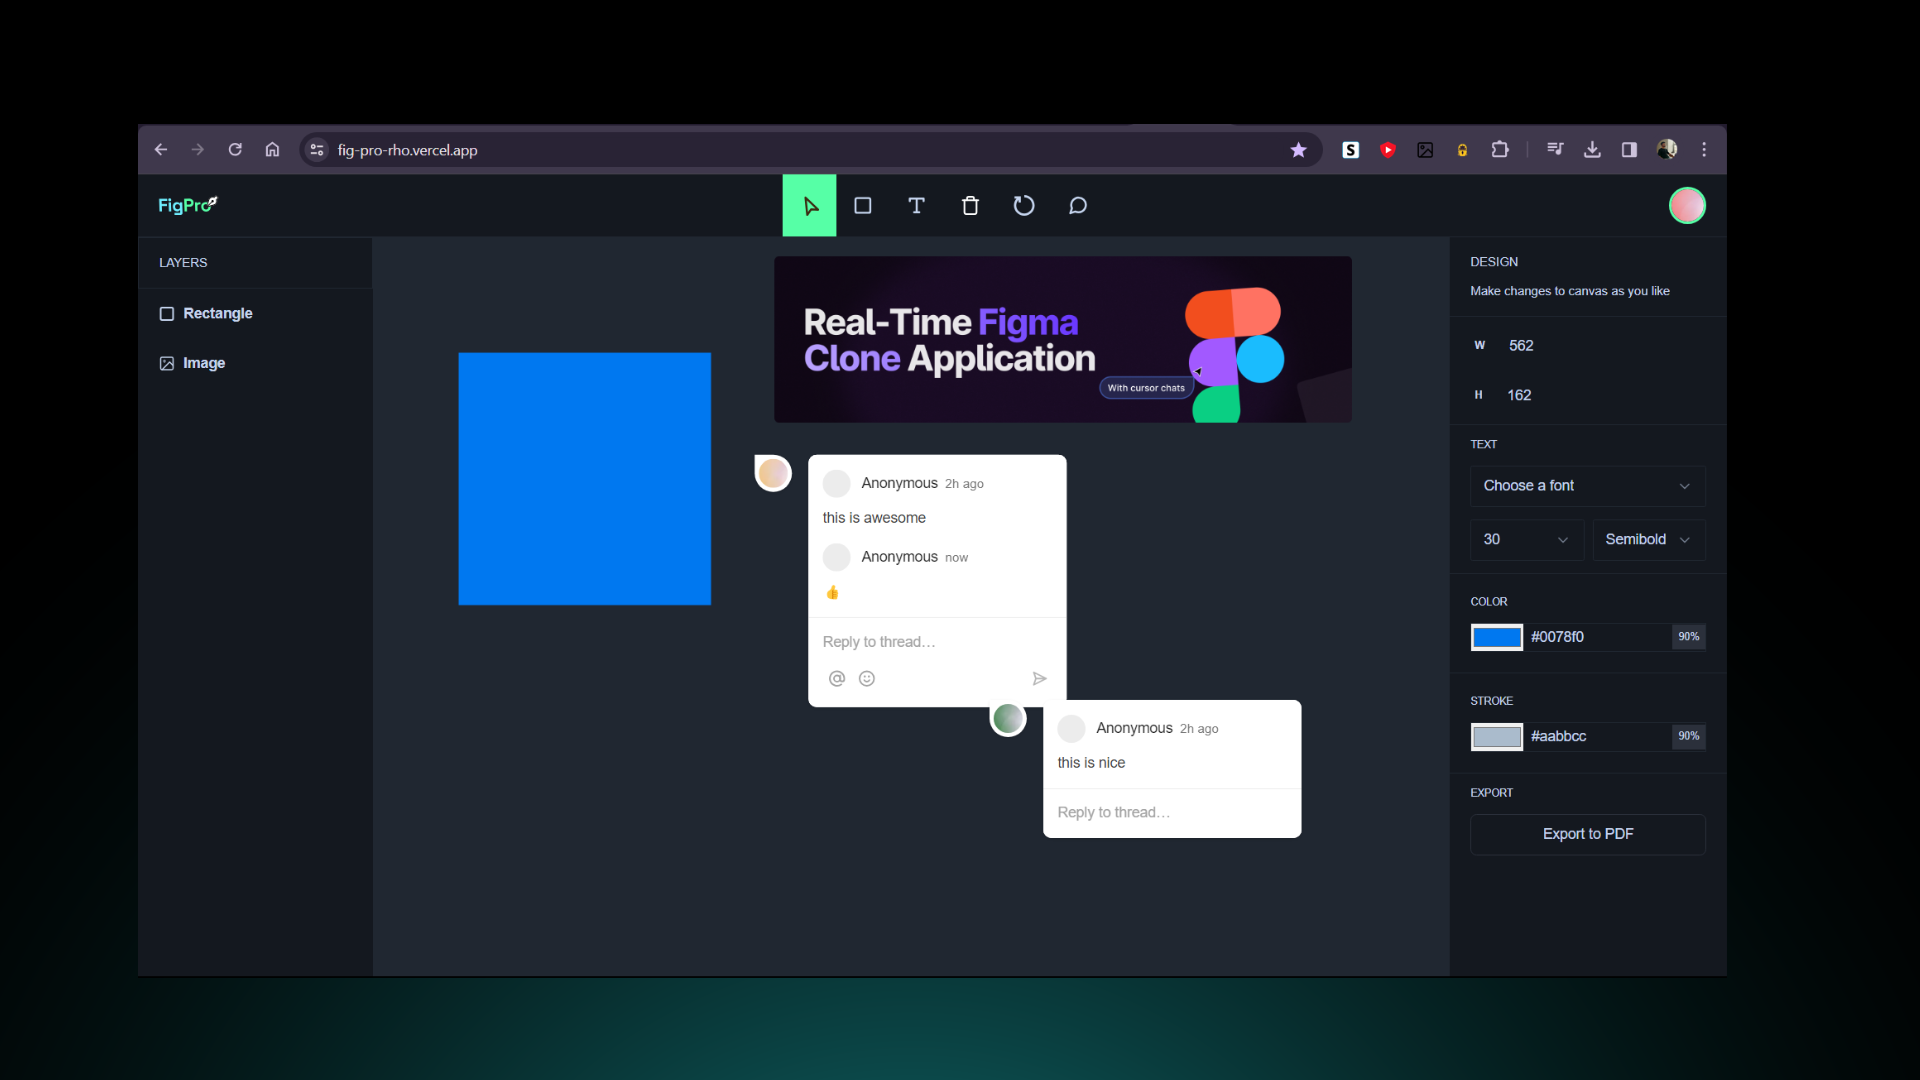 fig-pro-rho.vercel.app
S
FigPro
T
LAYERS
Rectangle
Image
Real-Time Figma
Clone Application
With cursor chats
Anonymous 2h ago
this is awesome
Anonymous now
👍
Reply to thread…
@
Anonymous 2h ago
this is nice
Reply to thread…
DESIGN
Make changes to canvas as you like
W 562
H 162
TEXT
Choose a font
30 Semibold
COLOR
#0078f0 90%
STROKE
#aabbcc 90%
EXPORT
Export to PDF